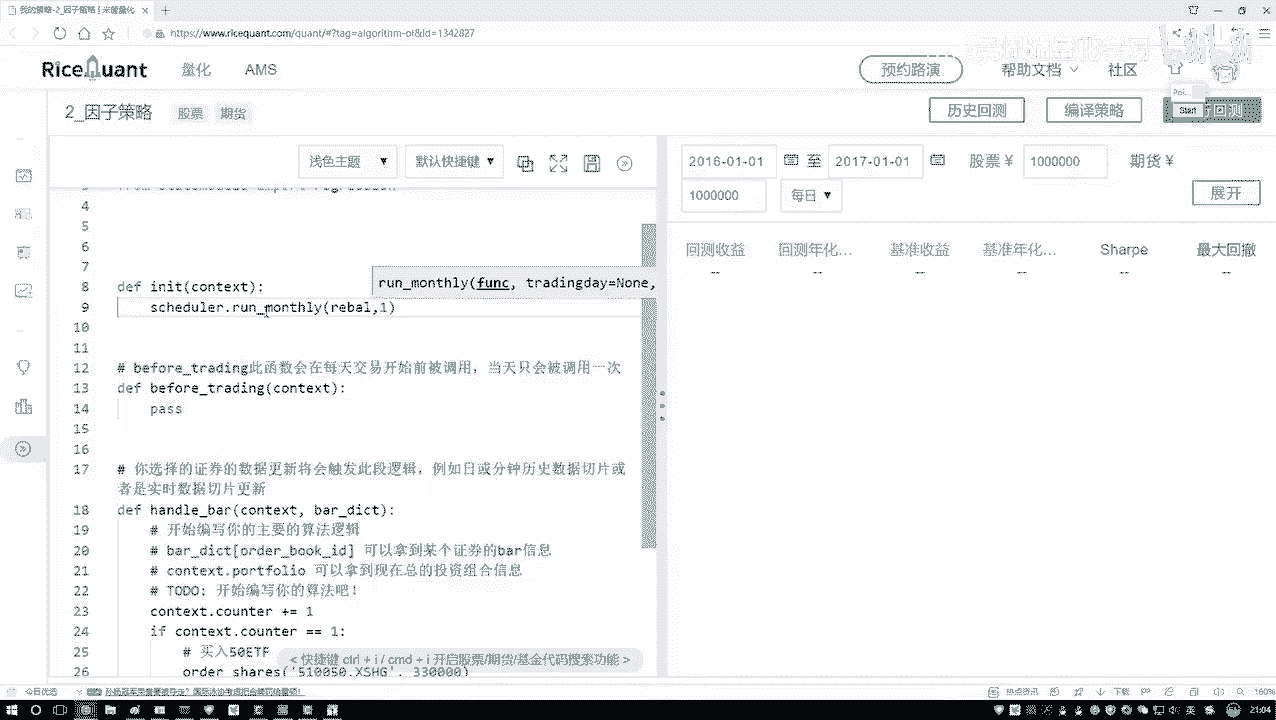 我的策略-2_因子策略 | 米筐量化
https://www.ricequant.com/quant/#?tag=algorithm-ol&id=1342827
RiceQuant 量化 AMS 预约路演 帮助文档 社区
2_因子策略 股票 期货 历史回测 编译策略 回测
Poi...
Start
浅色主题 默认快捷键
2016-01-01 至 2017-01-01 股票 ¥ 1000000 期货 ¥
1000000 每日 展开
回测收益 回测年化... 基准收益 基准年化... Sharpe 最大回撤
-- -- -- -- -- --
4
5
6
7
run_monthly(func, tradingday=None,
8 def init(context):
9 scheduler.run_monthly(rebal,1)
10
11
12 # before_trading此函数会在每天交易开始前被调用，当天只会被调用一次
13 def before_trading(context):
14 pass
15
16
17 # 你选择的证券的数据更新将会触发此段逻辑，例如日或分钟历史数据切片或
者是实时数据切片更新
18 def handle_bar(context, bar_dict):
19 # 开始编写你的主要的算法逻辑
20 # bar_dict[order_book_id] 可以拿到某个证券的bar信息
21 # context.portfolio 可以拿到现在总的投资组合信息
22 # TODO: 开始编写你的算法吧！
23 context.counter += 1
24 if context.counter == 1:
25 # 买入50ETF
< 快捷键 ctrl + i / cmd + i 开启股票/期货/基金代码搜索功能 >
26 order_shares('510050.XSHG', 330000)
今日优选 热点资讯 下载 160%
21:04